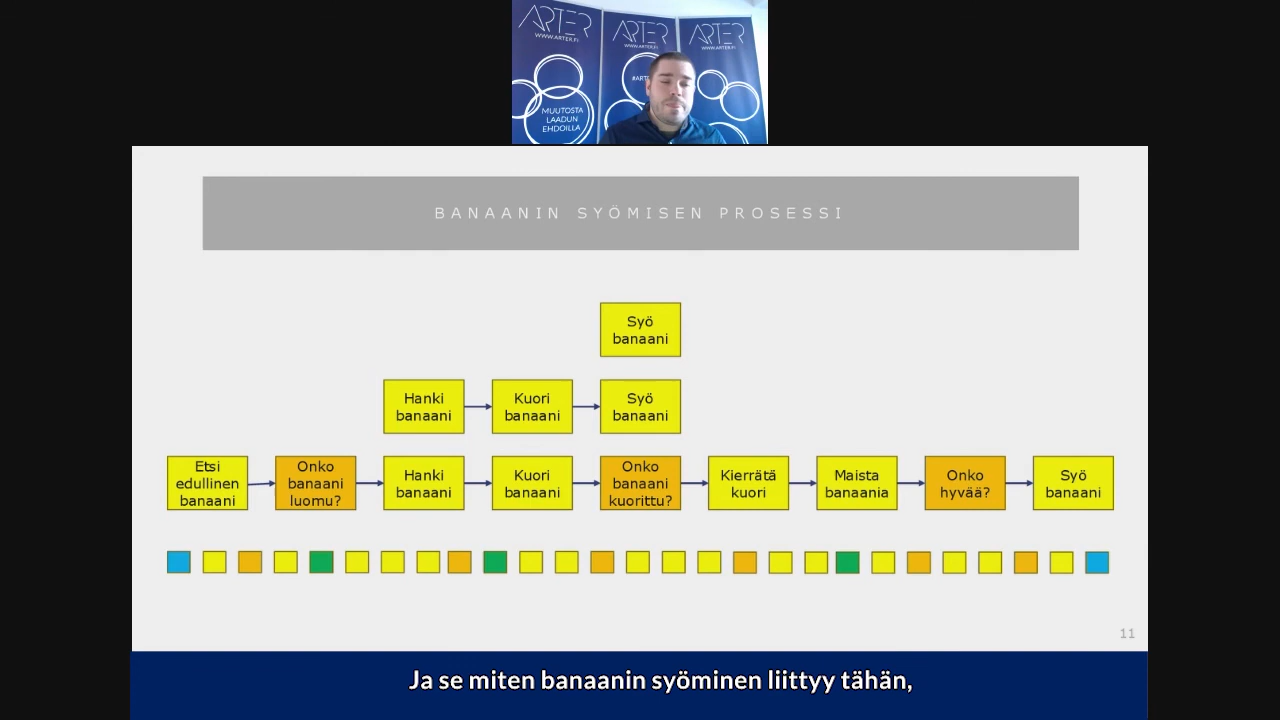 ARTER
WWW.ARTER.FI
ARTER
WWW.ARTER.FI
ARTER
WWW.ARTER.FI
MUUTOSTA
LAADUN
EHDOILLA
BANAANIN SYÖMISEN PROSESSI
Syö
banaani
Hanki
banaani
Kuori
banaani
Syö
banaani
Etsi
edullinen
banaani
Onko
banaani
luomu?
Hanki
banaani
Kuori
banaani
Onko
banaani
kuorittu?
Kierrätä
kuori
Maista
banaania
Onko
hyvää?
Syö
banaani
11
Ja se miten banaanin syöminen liittyy tähän,